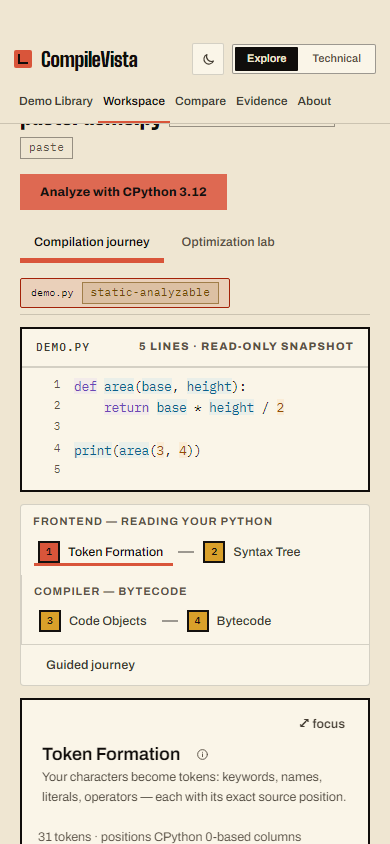 CompileVista
Explore Technical
Demo Library Workspace Compare Evidence About
paste
Analyze with CPython 3.12
Compilation journey Optimization lab
demo.py static-analyzable
DEMO.PY 5 LINES · READ-ONLY SNAPSHOT
1 def area(base, height):
2 return base * height / 2
3
4 print(area(3, 4))
5
FRONTEND — READING YOUR PYTHON
1 Token Formation — 2 Syntax Tree
COMPILER — BYTECODE
3 Code Objects — 4 Bytecode
Guided journey
focus
Token Formation
Your characters become tokens: keywords, names,
literals, operators — each with its exact source position.
31 tokens · positions CPython 0-based columns